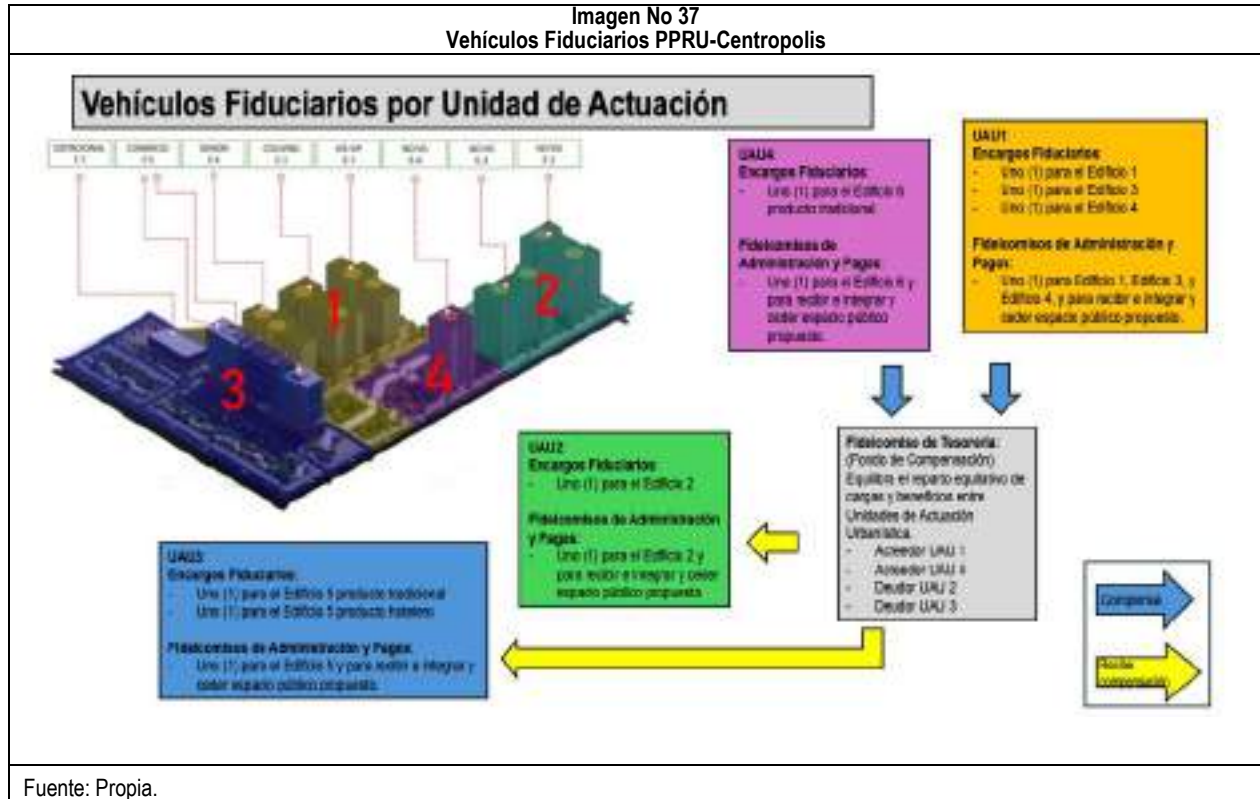 Imagen No 37
Vehículos Fiduciarios PPRU-Centropolis
Vehículos Fiduciarios por Unidad de Actuación
1
2
3
4
UAU4
Encargos Fiduciarios:
- Uno (1) para el Edificio 6
producto tradicional
Fideicomisos de
Administración y Pagos:
- Uno (1) para el Edificio 6 y
para recibir e integrar y
ceder espacio público
propuesto.
UAU1
Encargos Fiduciarios:
- Uno (1) para el Edificio 1
- Uno (1) para el Edificio 3
- Uno (1) para el Edificio 4
Fideicomisos de Administración y
Pagos:
- Uno (1) para Edificio 1, Edificio 3, y
Edificio 4, y para recibir e integrar y
ceder espacio público propuesto.
UAU2
Encargos Fiduciarios:
- Uno (1) para el Edificio 2
Fideicomisos de Administración
y Pagos:
- Uno (1) para el Edificio 2 y
para recibir e integrar y ceder
espacio público propuesto
Fideicomiso de Tesorería:
(Fondo de Compensación)
Equilibra el reparto equitativo de
cargas y beneficios entre
Unidades de Actuación
Urbanística.
- Acreedor UAU 1
- Acreedor UAU 4
- Deudor UAU 2
- Deudor UAU 3
UAU3
Encargos Fiduciarios:
- Uno (1) para el Edificio 5 producto tradicional
- Uno (1) para el Edificio 5 producto hotelero
Fideicomisos de Administración y Pagos:
- Uno (1) para el Edificio 5 y para recibir e integrar y
ceder espacio público propuesto.
Compensa
Recibe
compensación
Fuente: Propia.